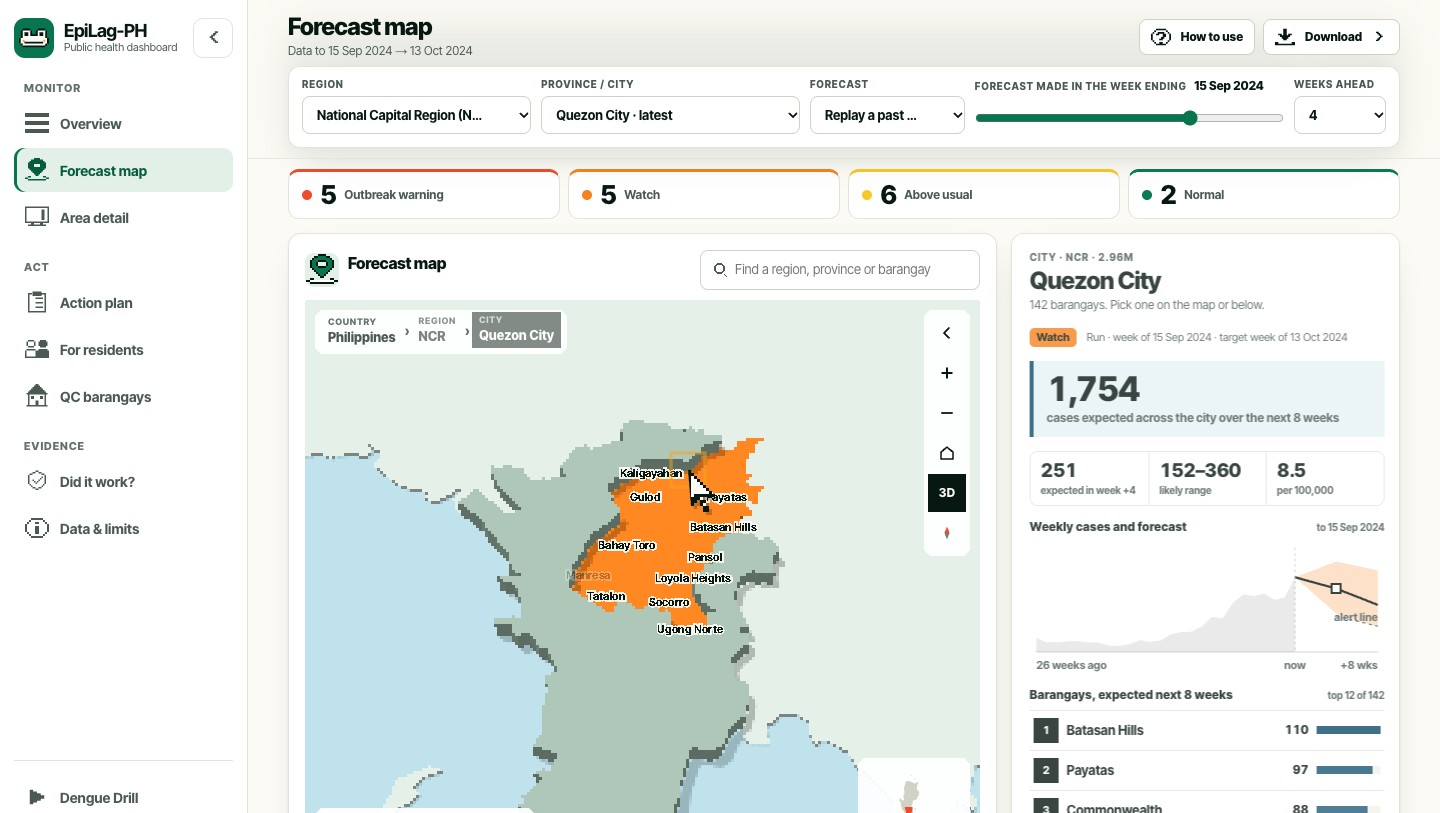 EpiLag-PH
Public health dashboard
MONITOR
Overview
Forecast map
Area detail
ACT
Action plan
For residents
QC barangays
EVIDENCE
Did it work?
Data & limits
Dengue Drill
Forecast map
Data to 15 Sep 2024 → 13 Oct 2024
How to use
Download
REGION
National Capital Region (N...
PROVINCE / CITY
Quezon City · latest
FORECAST
Replay a past ...
FORECAST MADE IN THE WEEK ENDING 15 Sep 2024
WEEKS AHEAD
4
5 Outbreak warning
5 Watch
6 Above usual
2 Normal
Forecast map
Find a region, province or barangay
COUNTRY
Philippines
REGION
NCR
CITY
Quezon City
3D
Kaligayahan
Gulod
Payatas
Batasan Hills
Bahay Toro
Pansol
Manresa
Loyola Heights
Tatalon
Socorro
Ugong Norte
CITY · NCR · 2.96M
Quezon City
142 barangays. Pick one on the map or below.
Watch
Run · week of 15 Sep 2024 · target week of 13 Oct 2024
1,754
cases expected across the city over the next 8 weeks
251
expected in week +4
152–360
likely range
8.5
per 100,000
Weekly cases and forecast
to 15 Sep 2024
alert line
26 weeks ago
now
+8 wks
Barangays, expected next 8 weeks
top 12 of 142
1 Batasan Hills 110
2 Payatas 97
3 Commonwealth 88